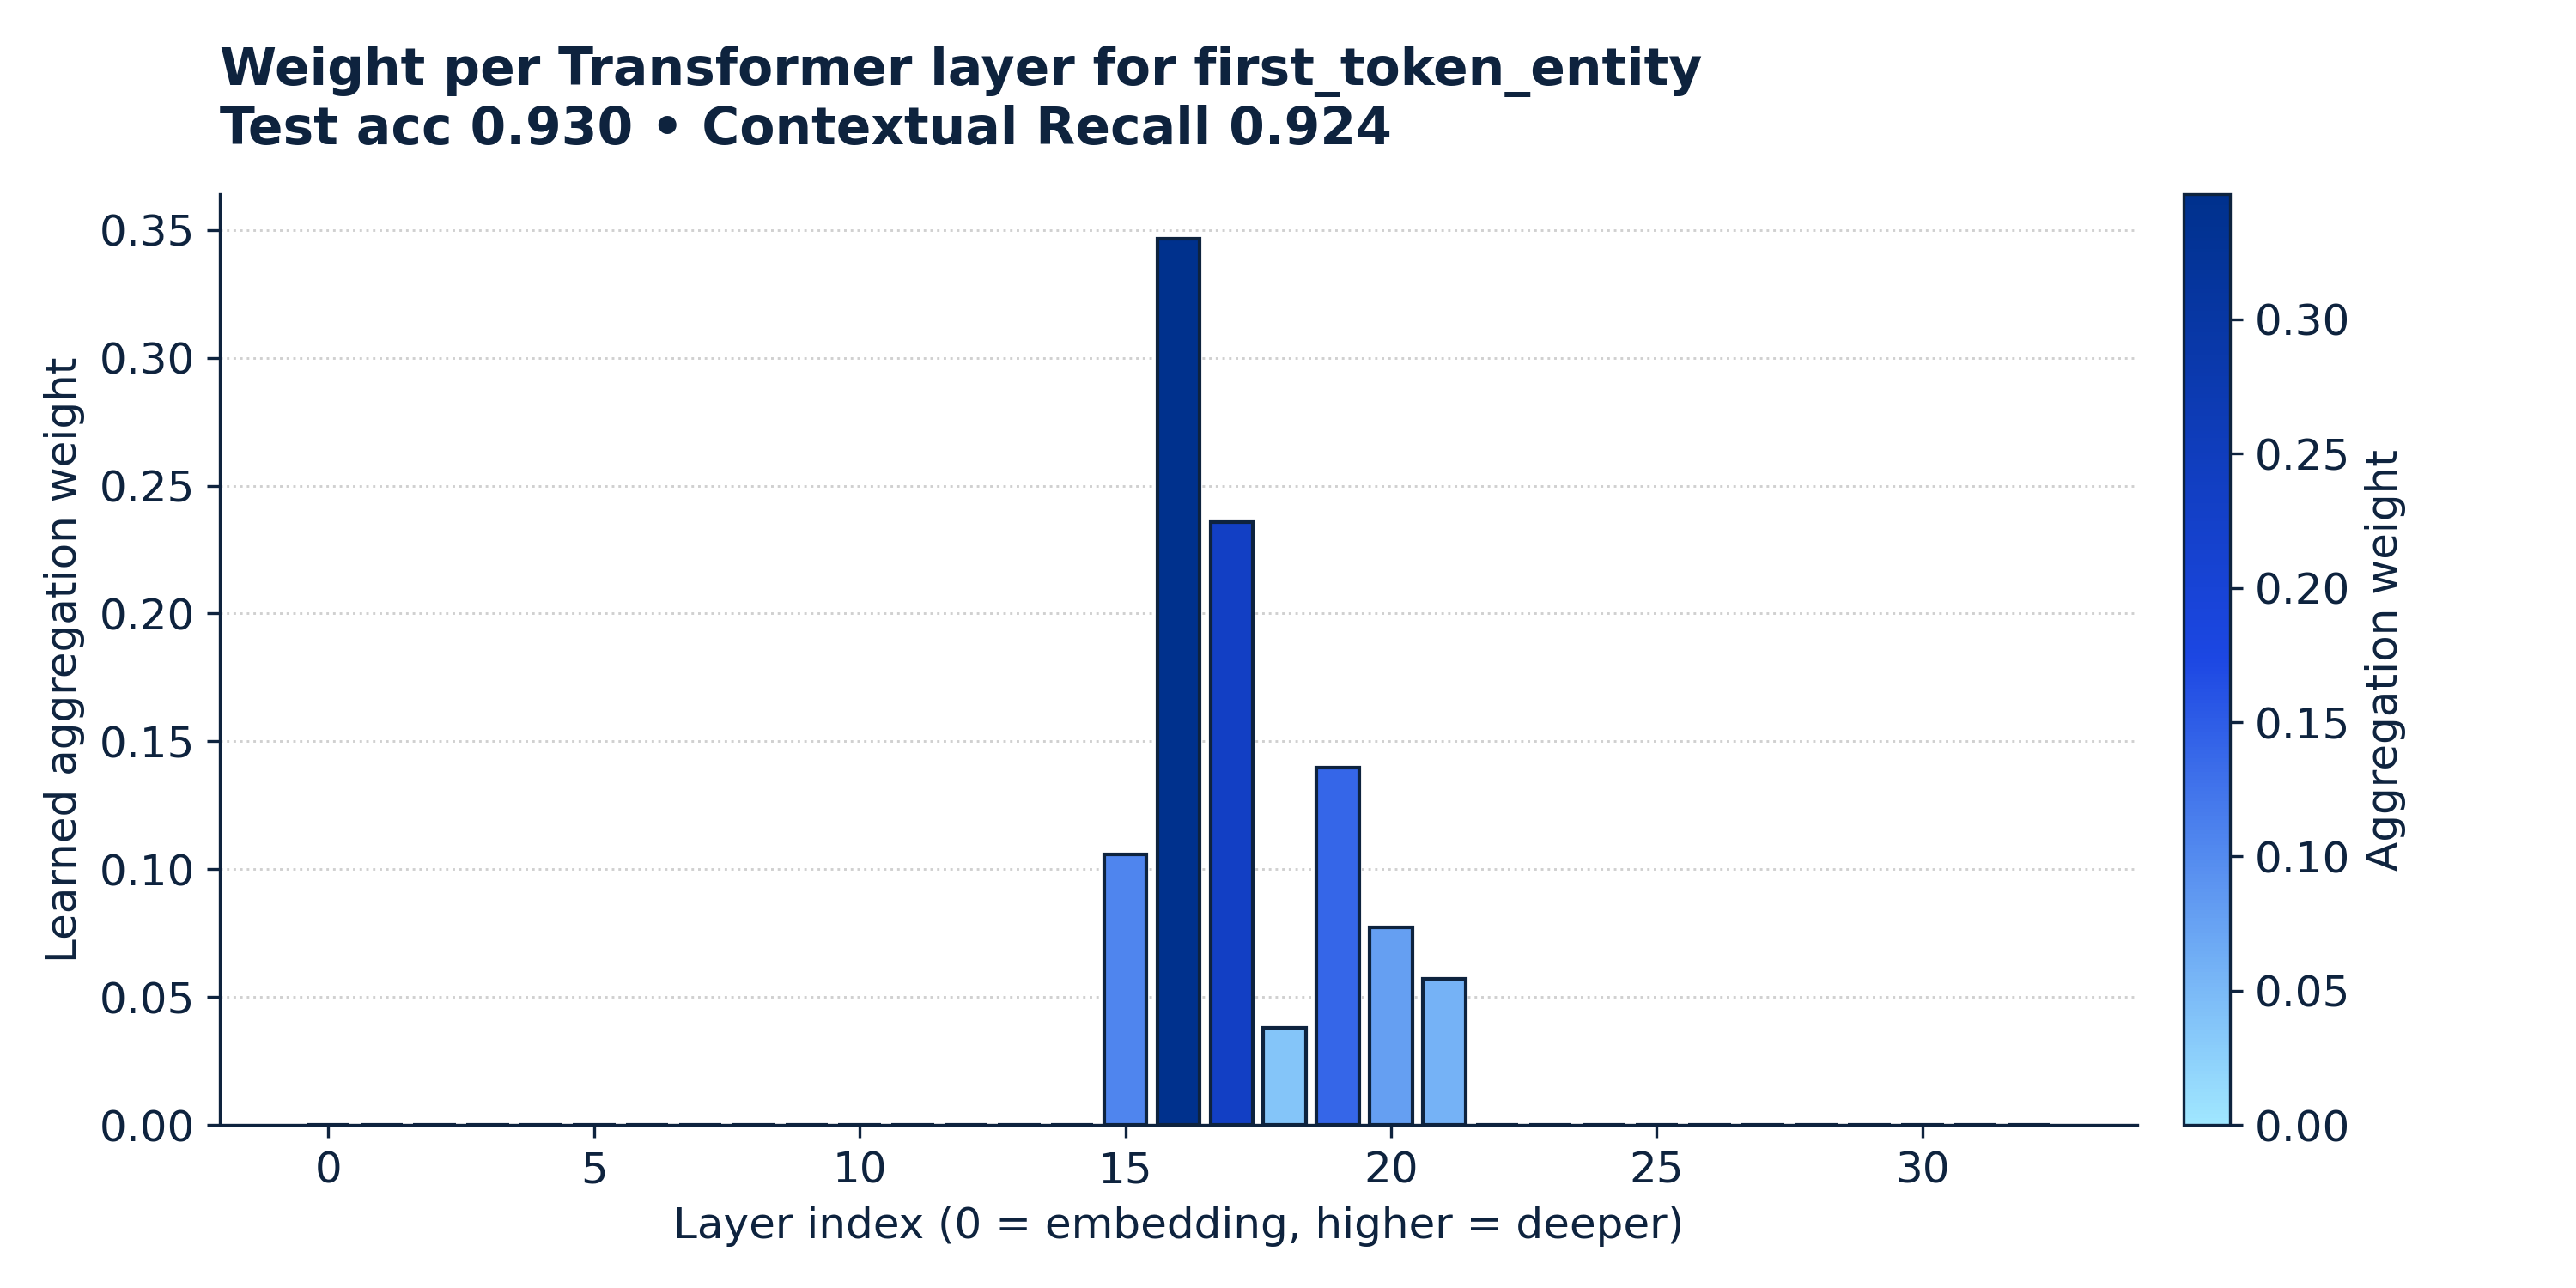 Weight per Transformer layer for first_token_entity
Test acc 0.930 • Contextual Recall 0.924
Learned aggregation weight
0.35
0.30
0.25
0.20
0.15
0.10
0.05
0.00
0 5 10 15 20 25 30
Layer index (0 = embedding, higher = deeper)
0.30
0.25
0.20
0.15
0.10
0.05
0.00
Aggregation weight